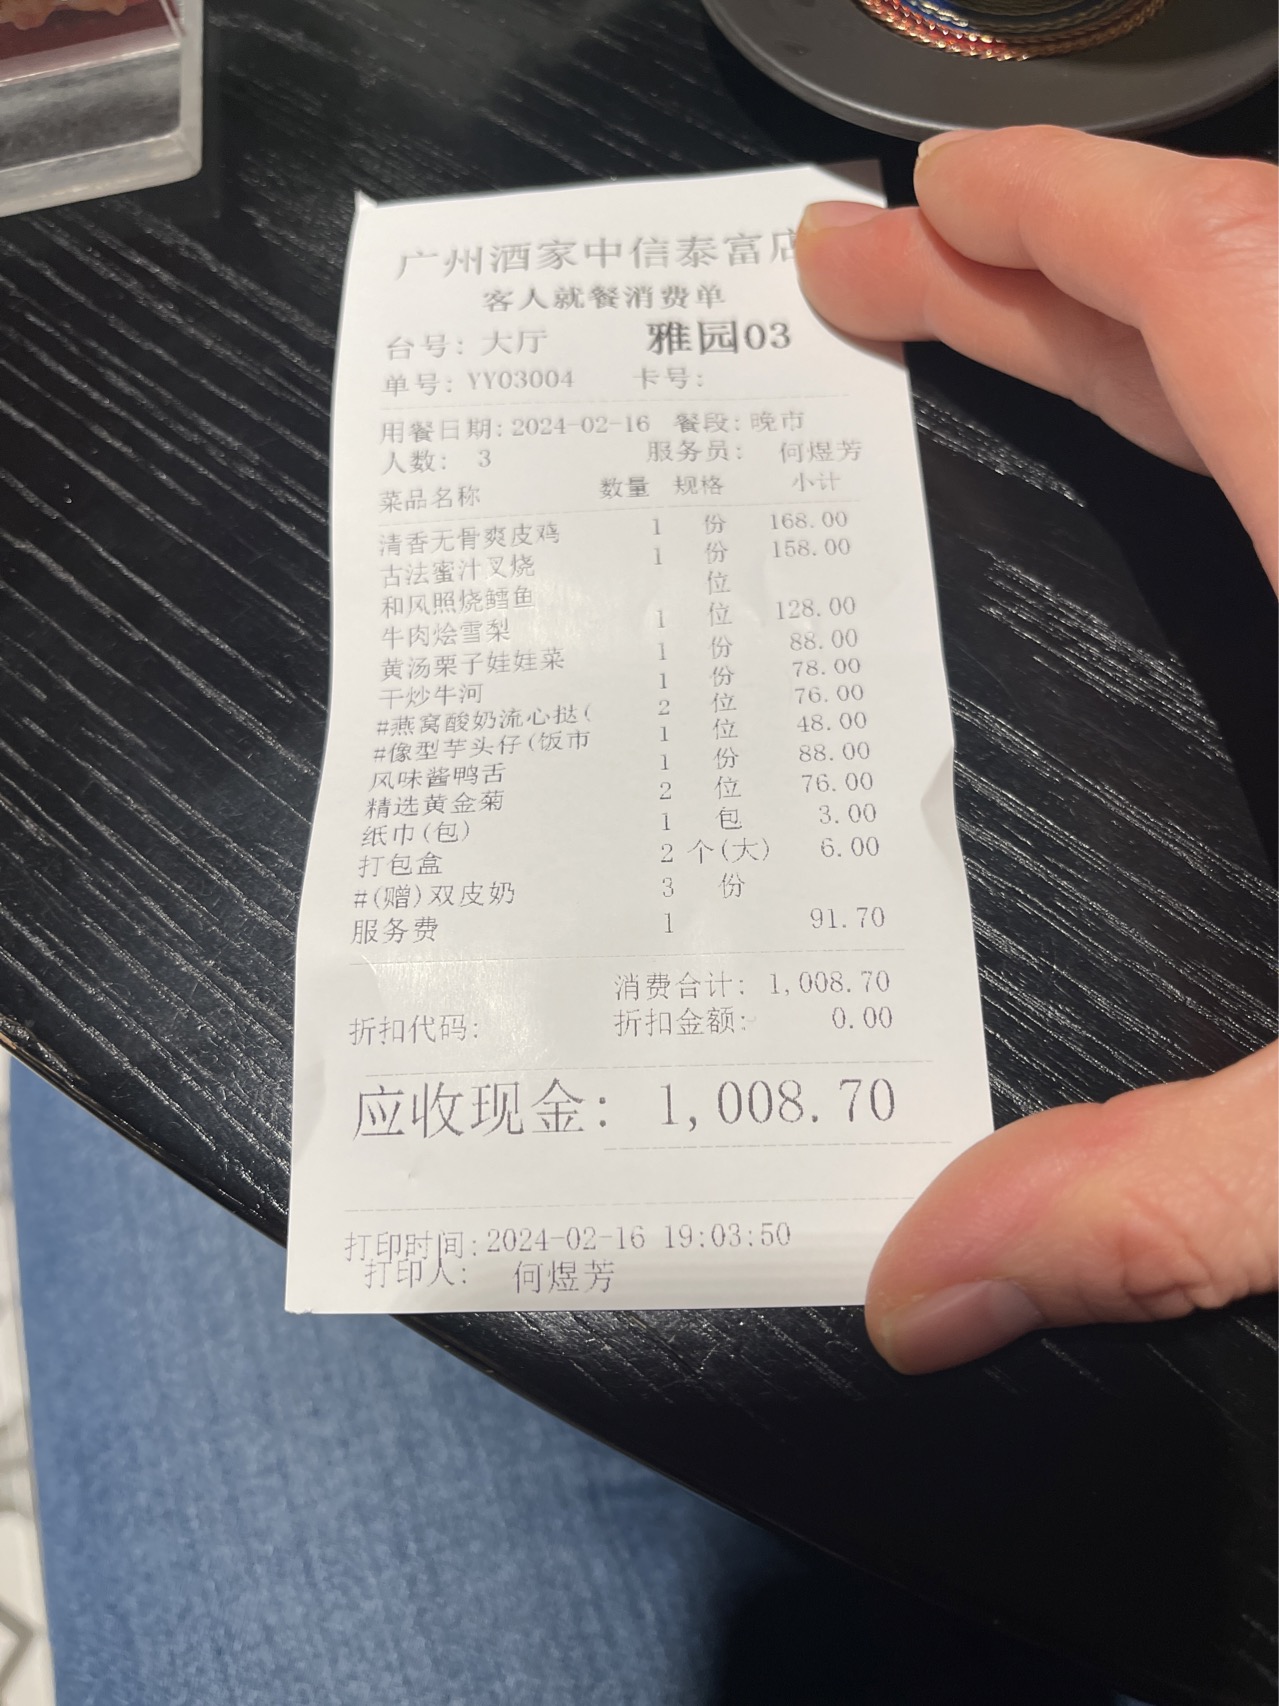 广州酒家中信泰富店
客人就餐消费单
台号: 大厅 雅园03
单号: YY03004 卡号:
用餐日期: 2024-02-16 餐段: 晚市
人数: 3 服务员: 何煜芳
菜品名称 数量 规格 小计
清香无骨爽皮鸡 1 份 168.00
古法蜜汁叉烧 1 份 158.00
和风照烧鳕鱼 位
牛肉烩雪梨 1 位 128.00
黄汤栗子娃娃菜 1 份 88.00
干炒牛河 1 份 78.00
#燕窝酸奶流心挞( 2 位 76.00
#像型芋头仔(饭市 1 位 48.00
风味酱鸭舌 1 份 88.00
精选黄金菊 2 位 76.00
纸巾(包) 1 包 3.00
打包盒 2 个(大) 6.00
#(赠)双皮奶 3 份
服务费 1 91.70
消费合计: 1,008.70
折扣代码: 折扣金额: 0.00
应收现金: 1,008.70
打印时间: 2024-02-16 19:03:50
打印人: 何煜芳